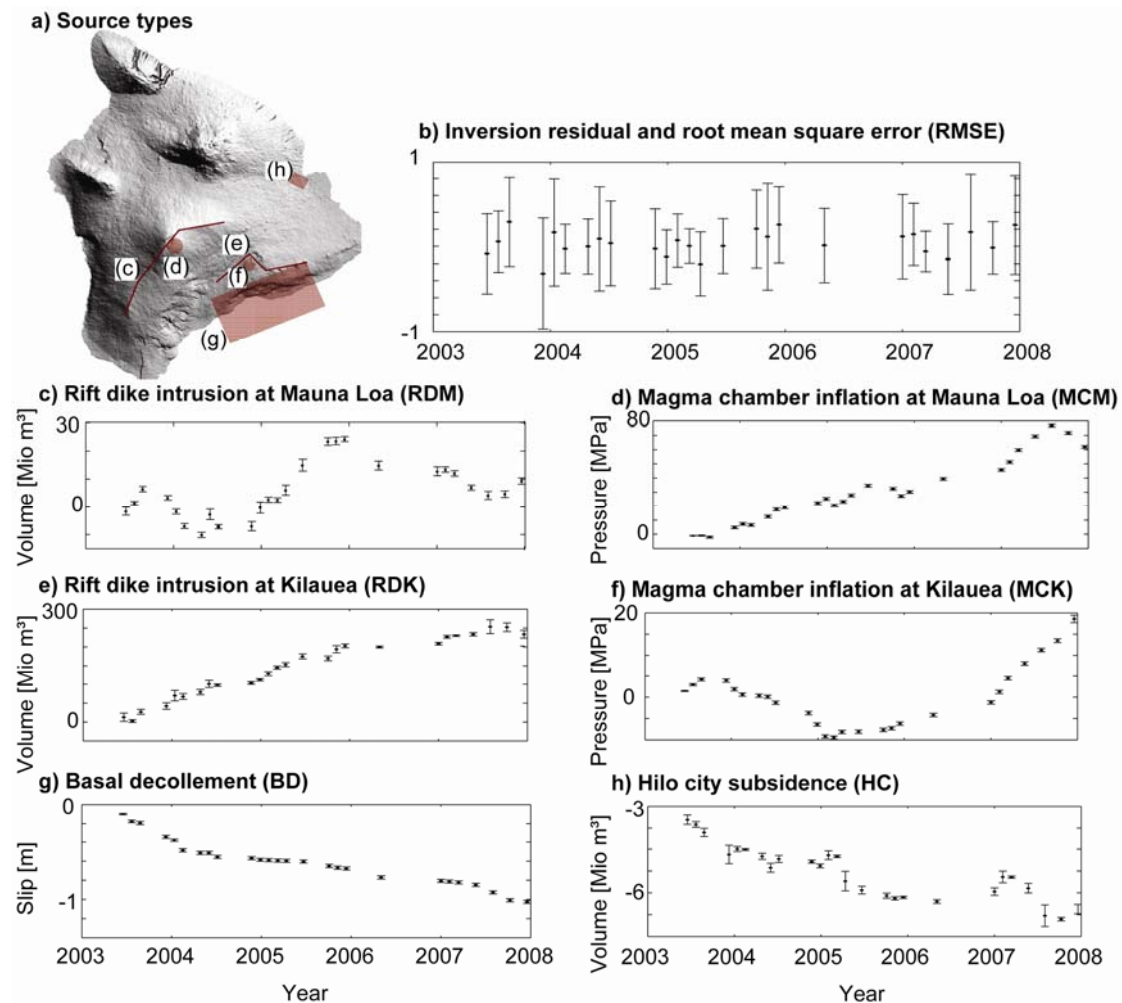 a) Source types
(h)
(e)
(c)
(d)
(f)
(g)
b) Inversion residual and root mean square error (RMSE)
1
-1
2003 2004 2005 2006 2007 2008
c) Rift dike intrusion at Mauna Loa (RDM)
30
0
Volume [Mio m³]
d) Magma chamber inflation at Mauna Loa (MCM)
80
0
Pressure [MPa]
e) Rift dike intrusion at Kilauea (RDK)
300
0
Volume [Mio m³]
f) Magma chamber inflation at Kilauea (MCK)
20
0
Pressure [MPa]
g) Basal decollement (BD)
0
-1
Slip [m]
2003 2004 2005 2006 2007 2008
Year
h) Hilo city subsidence (HC)
-3
-6
Volume [Mio m³]
2003 2004 2005 2006 2007 2008
Year